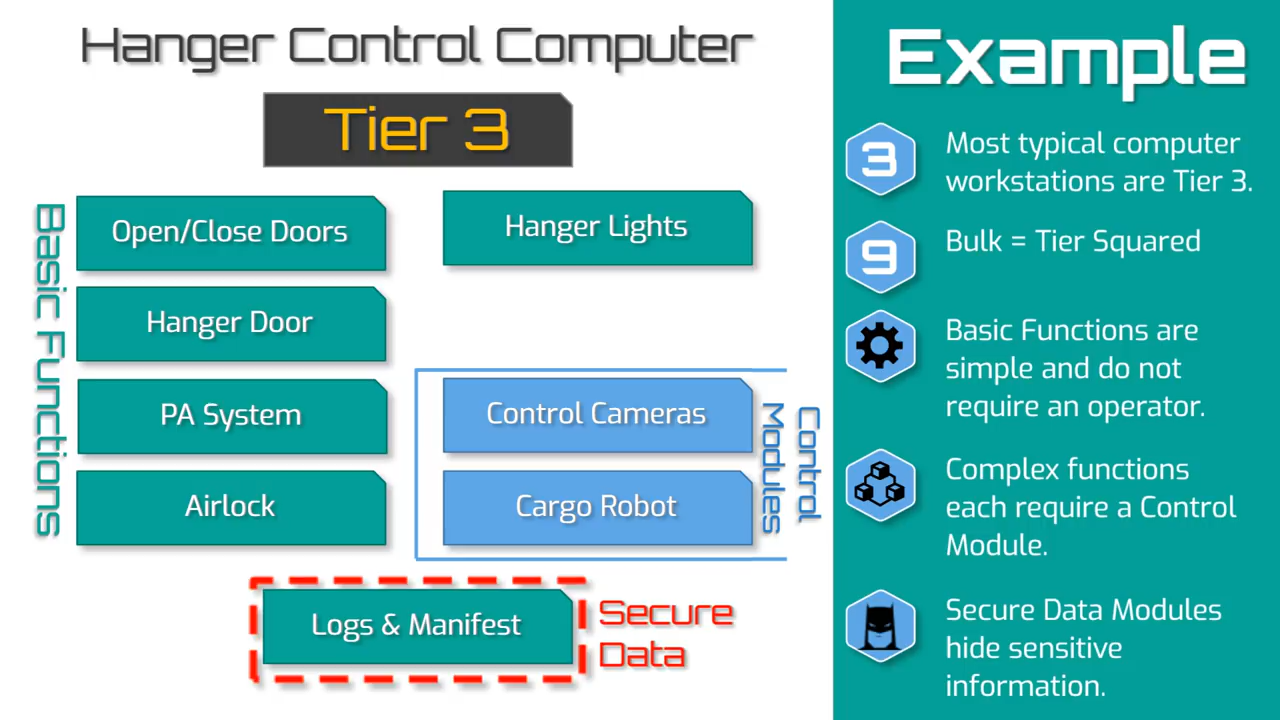 Hanger Control Computer
Tier 3
Basic Functions
Open/Close Doors
Hanger Door
PA System
Airlock
Hanger Lights
Control Cameras
Cargo Robot
Control
Modules
Logs & Manifest
Secure
Data
Example
3
Most typical computer
workstations are Tier 3.
9
Bulk = Tier Squared
Basic Functions are
simple and do not
require an operator.
Complex functions
each require a Control
Module.
Secure Data Modules
hide sensitive
information.